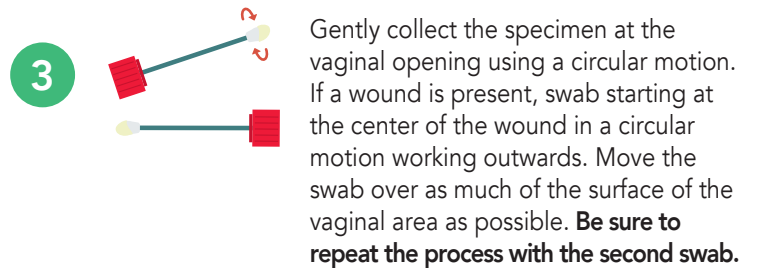 3
Gently collect the specimen at the
vaginal opening using a circular motion.
If a wound is present, swab starting at
the center of the wound in a circular
motion working outwards. Move the
swab over as much of the surface of the
vaginal area as possible. Be sure to
repeat the process with the second swab.